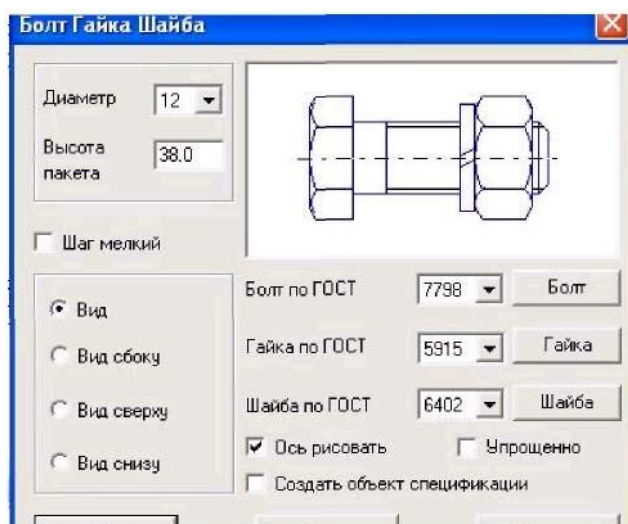 Болт Гайка Шайба
Диаметр 12
Высота пакета 38.0
Шаг мелкий
Вид
Вид сбоку
Вид сверху
Вид снизу
Болт по ГОСТ 7798 Болт
Гайка по ГОСТ 5915 Гайка
Шайба по ГОСТ 6402 Шайба
Ось рисовать Упрощенно
Создать объект спецификации